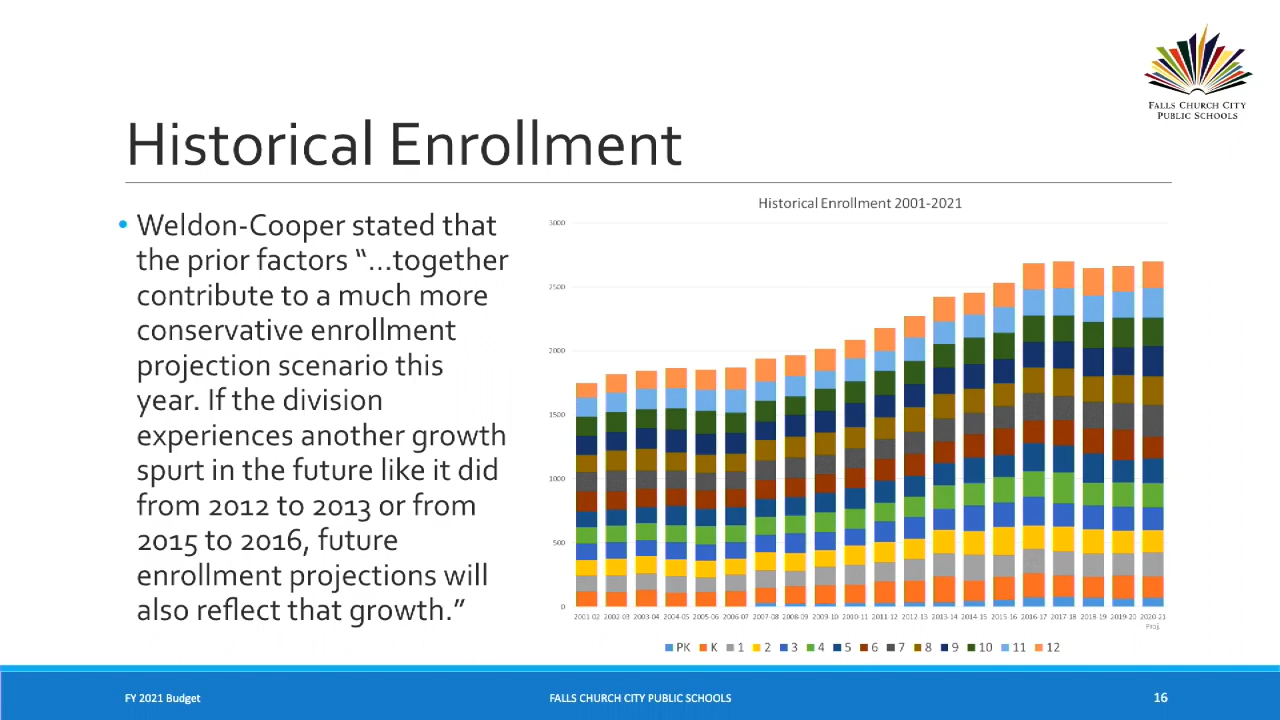 FALLS CHURCH CITY
PUBLIC SCHOOLS
Historical Enrollment
• Weldon-Cooper stated that
the prior factors “...together
contribute to a much more
conservative enrollment
projection scenario this
year. If the division
experiences another growth
spurt in the future like it did
from 2012 to 2013 or from
2015 to 2016, future
enrollment projections will
also reflect that growth.”
Historical Enrollment 2001-2021
3000
2500
2000
1500
1000
500
0
2001-02 2002-03 2003-04 2004-05 2005-06 2006-07 2007-08 2008-09 2009-10 2010-11 2011-12 2012-13 2013-14 2014-15 2015-16 2016-17 2017-18 2018-19 2019-20 2020-21
Proj.
PK K 1 2 3 4 5 6 7 8 9 10 11 12
FY 2021 Budget FALLS CHURCH CITY PUBLIC SCHOOLS 16